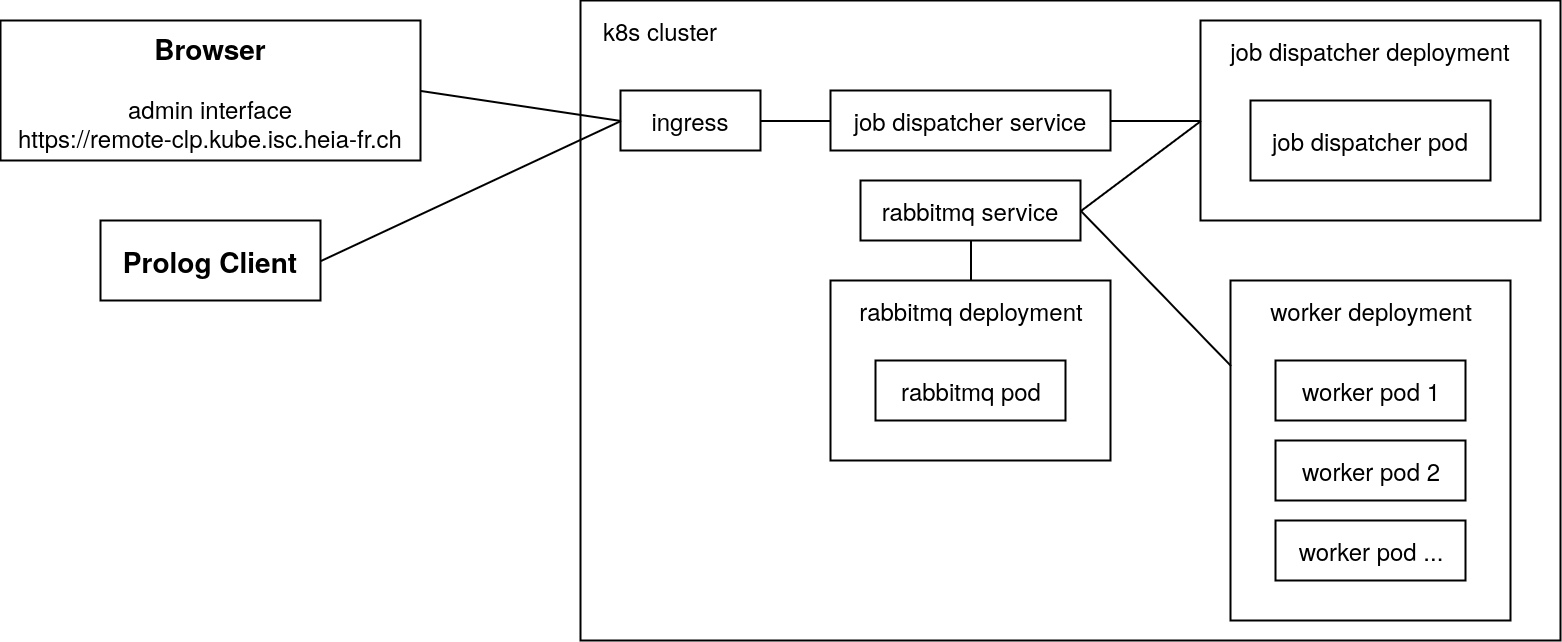 Browser
admin interface
https://remote-clp.kube.isc.heia-fr.ch
Prolog Client
k8s cluster
ingress
job dispatcher service
job dispatcher deployment
job dispatcher pod
rabbitmq service
rabbitmq deployment
rabbitmq pod
worker deployment
worker pod 1
worker pod 2
worker pod ...